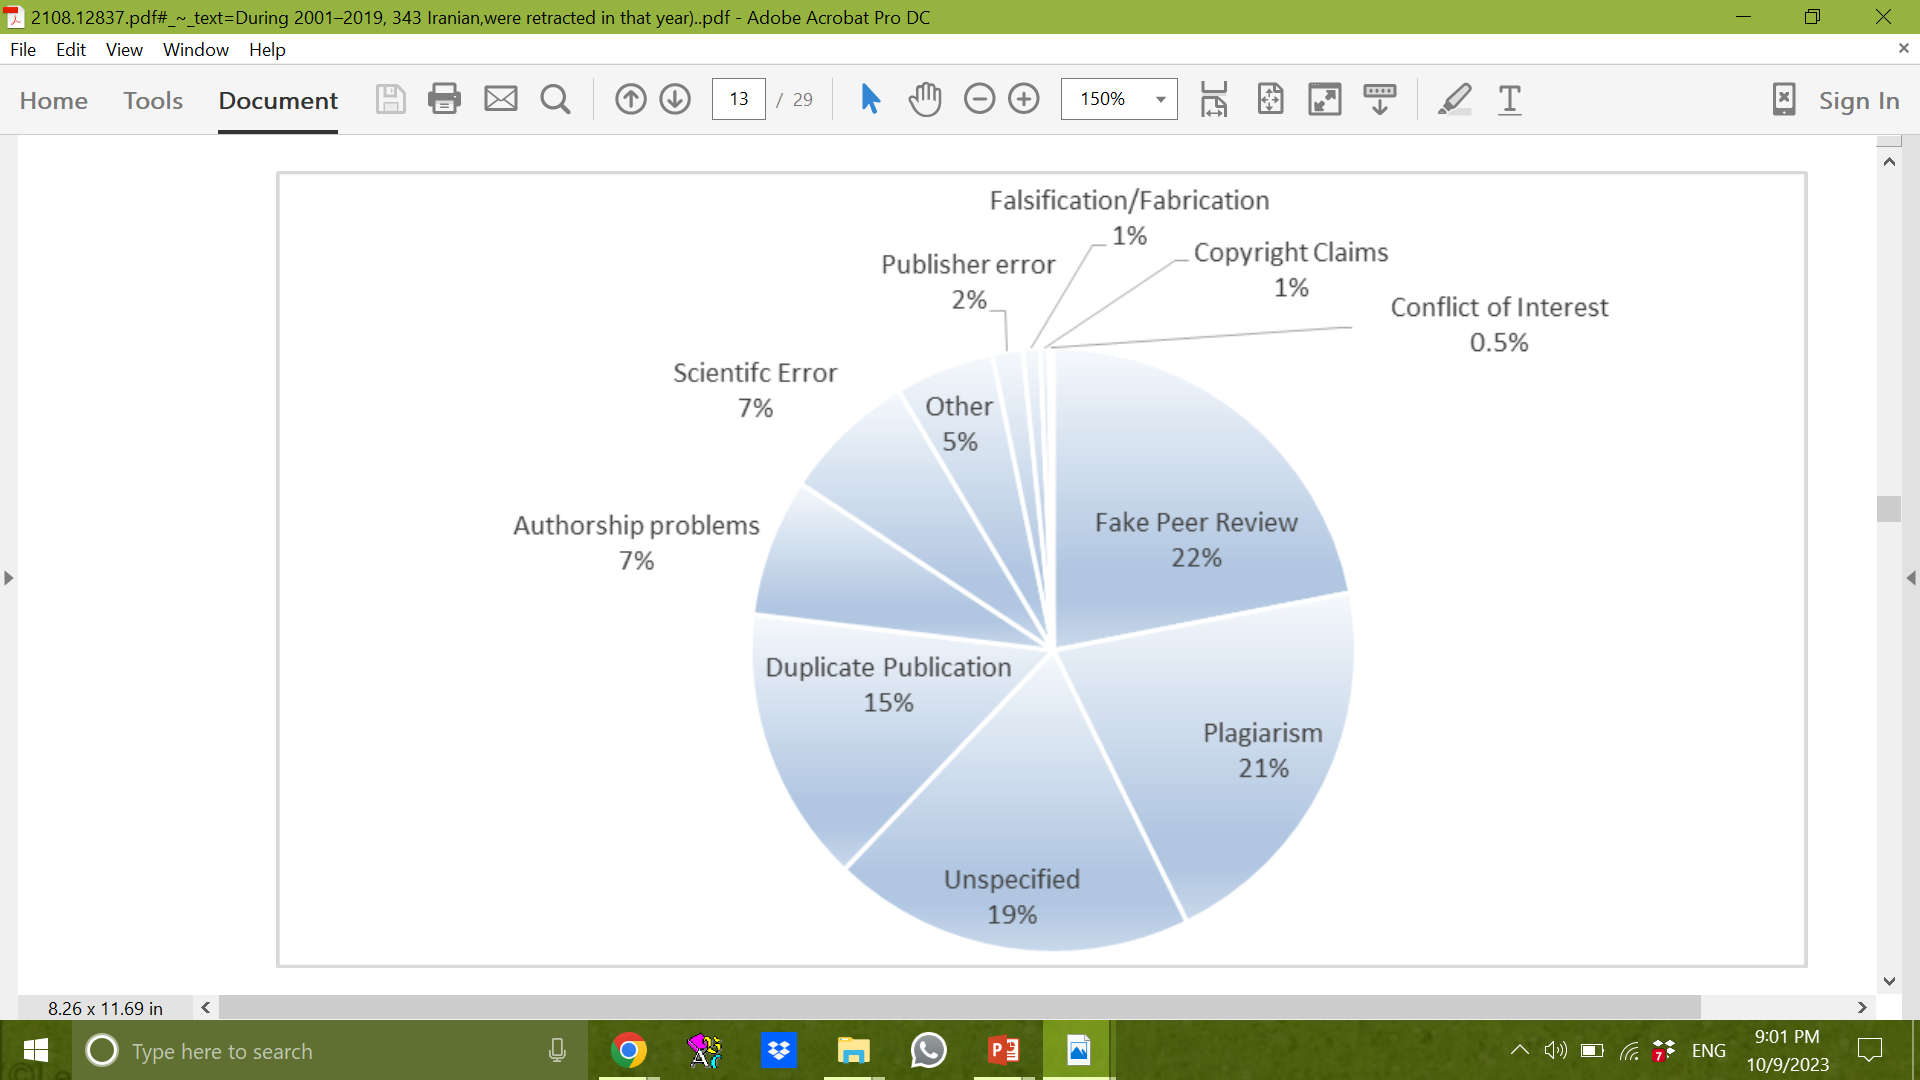 2108.12837.pdf#_~_text=During 2001–2019, 343 Iranian,were retracted in that year)..pdf - Adobe Acrobat Pro DC
File Edit View Window Help
Home Tools Document 13 / 29 150% Sign In
Falsification/Fabrication
1%
Copyright Claims
1%
Publisher error
2%
Conflict of Interest
0.5%
Scientifc Error
7%
Other
5%
Authorship problems
7%
Fake Peer Review
22%
Duplicate Publication
15%
Plagiarism
21%
Unspecified
19%
8.26 x 11.69 in
Type here to search
7
ENG
9:01 PM
10/9/2023